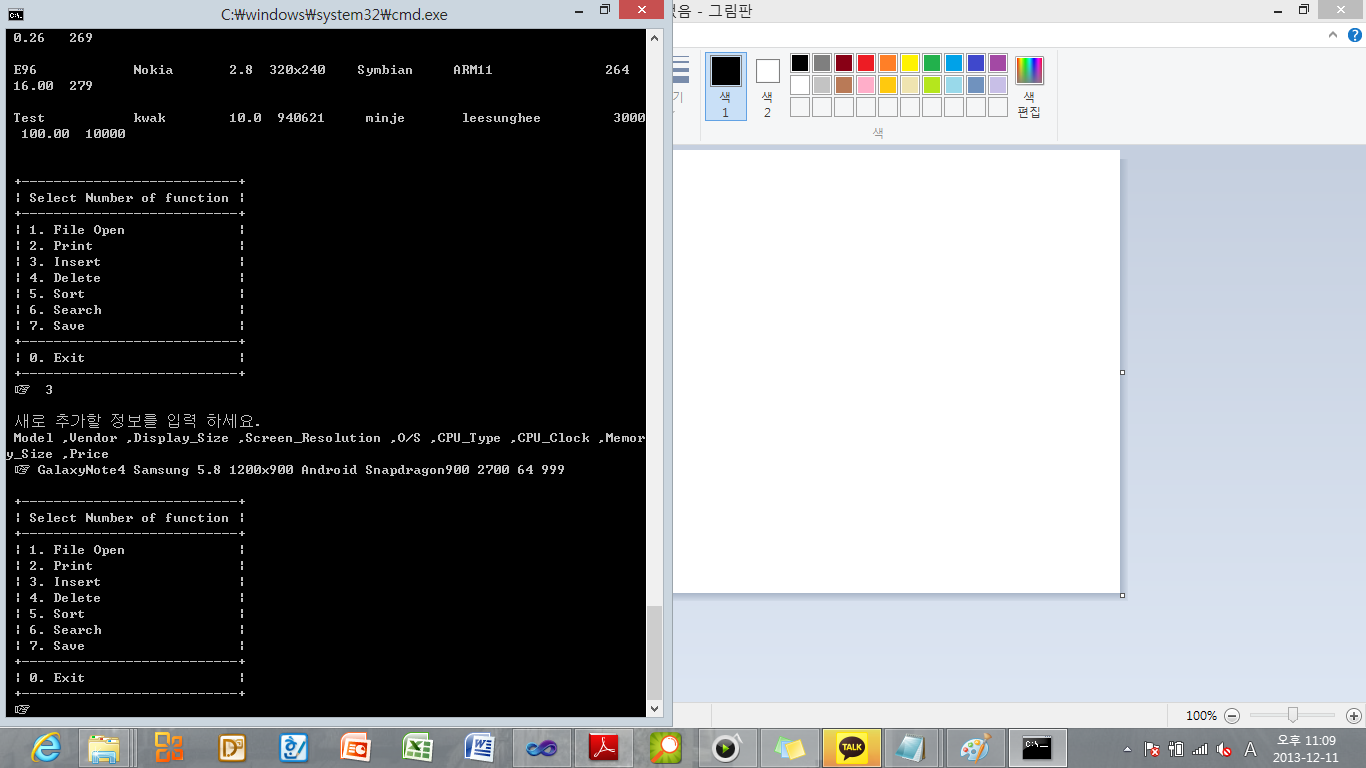 C:\windows\system32\cmd.exe
0.26 269
E96 Nokia 2.8 320x240 Symbian ARM11 264
16.00 279
Test kwak 10.0 940621 minje leesunghee 3000
100.00 10000
+----------------------------+
| Select Number of function |
+----------------------------+
| 1. File Open |
| 2. Print |
| 3. Insert |
| 4. Delete |
| 5. Sort |
| 6. Search |
| 7. Save |
+----------------------------+
| 0. Exit |
+----------------------------+
☞ 3
새로 추가할 정보를 입력 하세요.
Model ,Vendor ,Display_Size ,Screen_Resolution ,O/S ,CPU_Type ,CPU_Clock ,Memor
y_Size ,Price
☞ GalaxyNote4 Samsung 5.8 1200x900 Android Snapdragon900 2700 64 999
+----------------------------+
| Select Number of function |
+----------------------------+
| 1. File Open |
| 2. Print |
| 3. Insert |
| 4. Delete |
| 5. Sort |
| 6. Search |
| 7. Save |
+----------------------------+
| 0. Exit |
+----------------------------+
☞
- 그림판
색
1
색
2
색
편집
색
100%
TALK
A
오후 11:09
2013-12-11